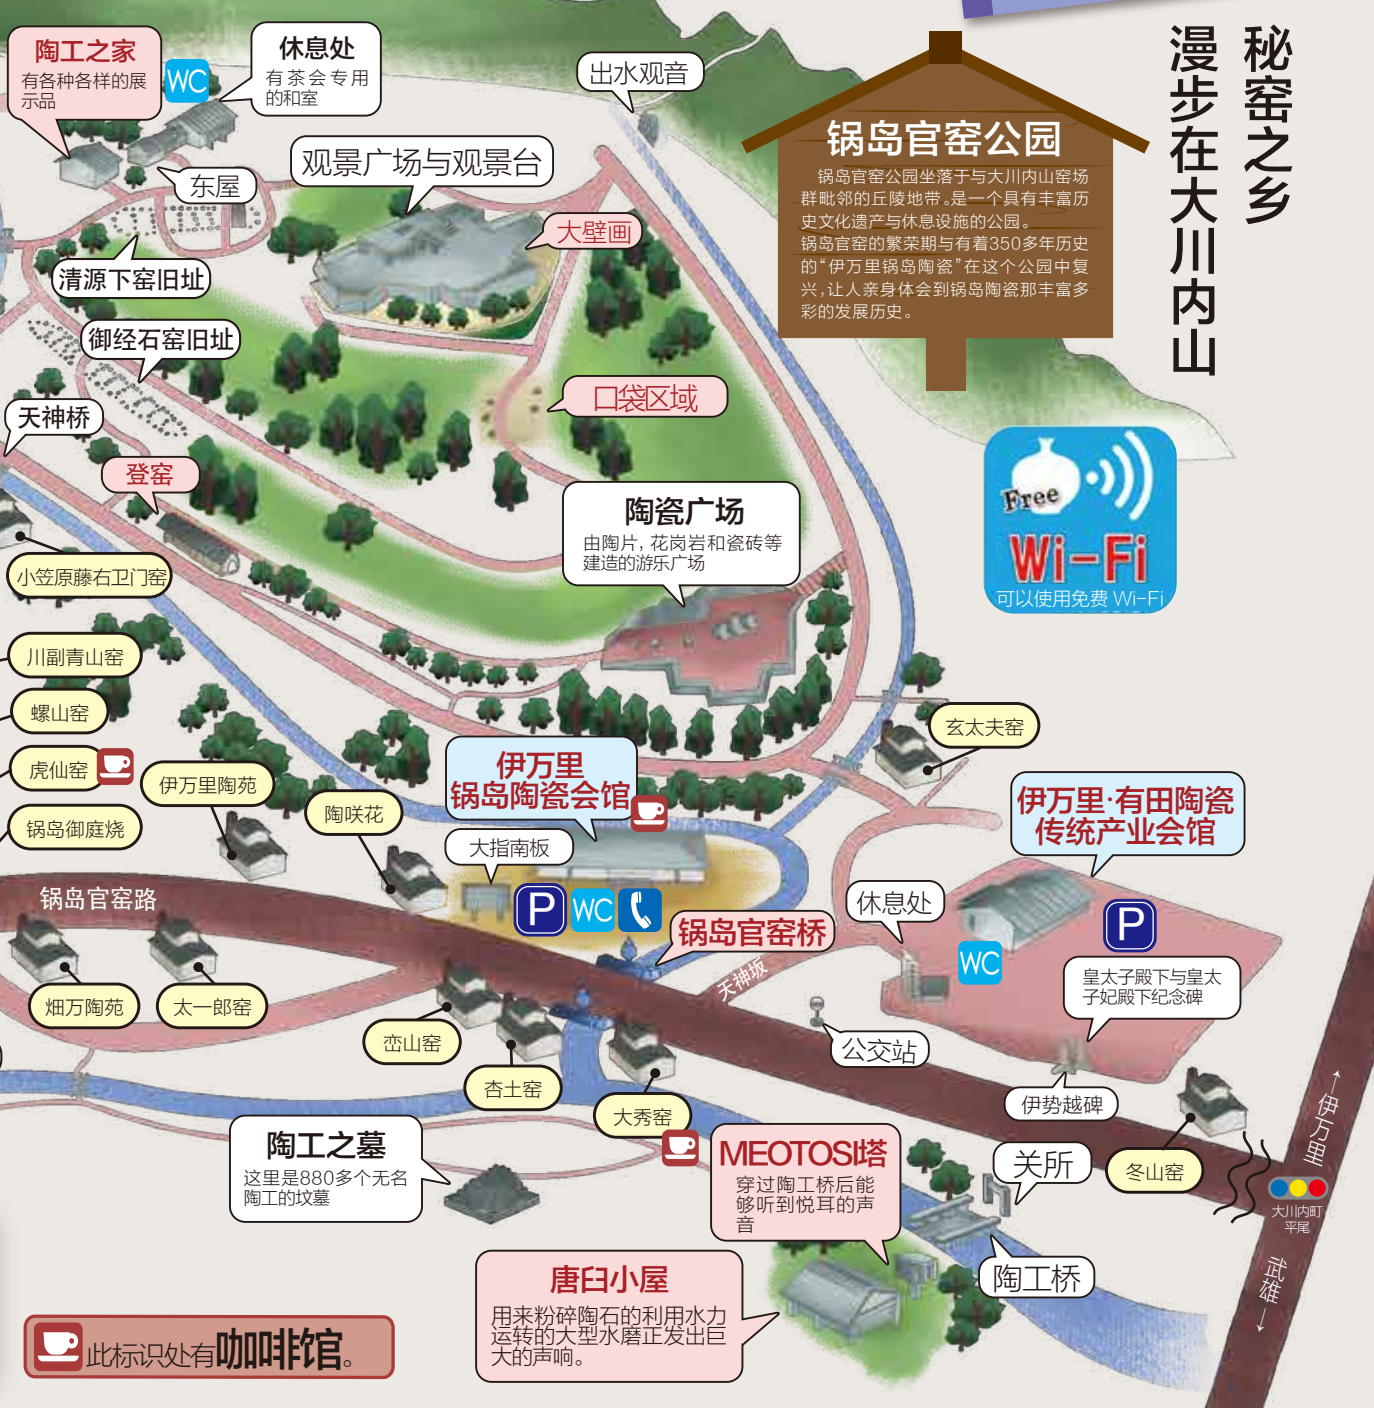 秘窑之乡
漫步在大川内山
锅岛官窑公园
锅岛官窑公园坐落于与大川内山窑场
群毗邻的丘陵地带。是一个具有丰富历
史文化遗产与休息设施的公园。
锅岛官窑的繁荣期与有着350多年历史
的“伊万里锅岛陶瓷”在这个公园中复
兴,让人亲身体会到锅岛陶瓷那丰富多
彩的发展历史。
陶工之家
有各种各样的展
示品
WC
休息处
有茶会专用
的和室
出水观音
观景广场与观景台
东屋
大壁画
清源下窑旧址
御经石窑旧址
口袋区域
天神桥
登窑
陶瓷广场
由陶片, 花岗岩和瓷砖等
建造的游乐广场
Free
Wi-Fi
可以使用免费 Wi-Fi
小笠原藤右卫门窑
川副青山窑
螺山窑
虎仙窑
锅岛御庭烧
伊万里陶苑
陶咲花
伊万里
锅岛陶瓷会馆
大指南板
P
WC
玄太夫窑
伊万里·有田陶瓷
传统产业会馆
休息处
P
WC
皇太子殿下与皇太
子妃殿下纪念碑
锅岛官窑路
锅岛官窑桥
天神坂
畑万陶苑
太一郎窑
峦山窑
杏土窑
大秀窑
公交站
伊势越碑
冬山窑
←伊万里
大川内町
平尾
武雄→
陶工之墓
这里是880多个无名
陶工的坟墓
MEOTOSI塔
穿过陶工桥后能
够听到悦耳的声
音
关所
陶工桥
唐臼小屋
用来粉碎陶石的利用水力
运转的大型水磨正发出巨
大的声响。
此标识处有咖啡馆。